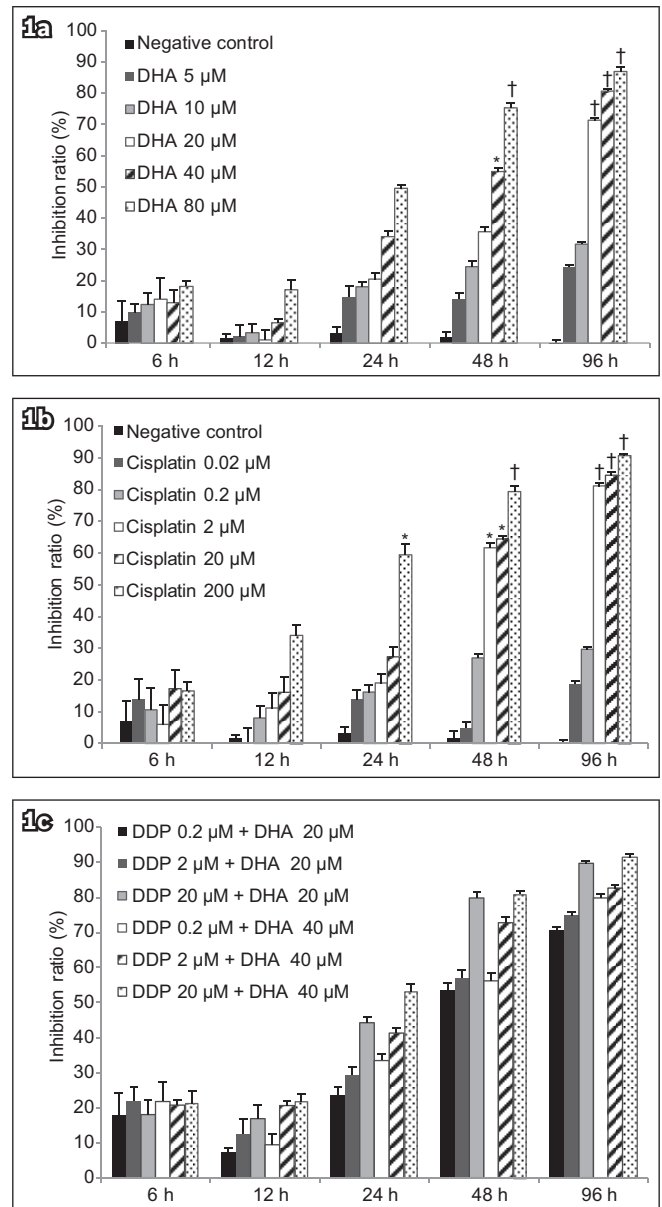 1a
100
90
80
70
60
50
40
30
20
10
0
Inhibition ratio (%)
Negative control
DHA 5 µM
DHA 10 µM
DHA 20 µM
DHA 40 µM
DHA 80 µM
*
†
†
†
†
6 h 12 h 24 h 48 h 96 h
1b
100
90
80
70
60
50
40
30
20
10
0
Inhibition ratio (%)
Negative control
Cisplatin 0.02 µM
Cisplatin 0.2 µM
Cisplatin 2 µM
Cisplatin 20 µM
Cisplatin 200 µM
*
*
*
†
†
†
†
6 h 12 h 24 h 48 h 96 h
1c
100
90
80
70
60
50
40
30
20
10
0
Inhibition ratio (%)
DDP 0.2 µM + DHA 20 µM
DDP 2 µM + DHA 20 µM
DDP 20 µM + DHA 20 µM
DDP 0.2 µM + DHA 40 µM
DDP 2 µM + DHA 40 µM
DDP 20 µM + DHA 40 µM
6 h 12 h 24 h 48 h 96 h